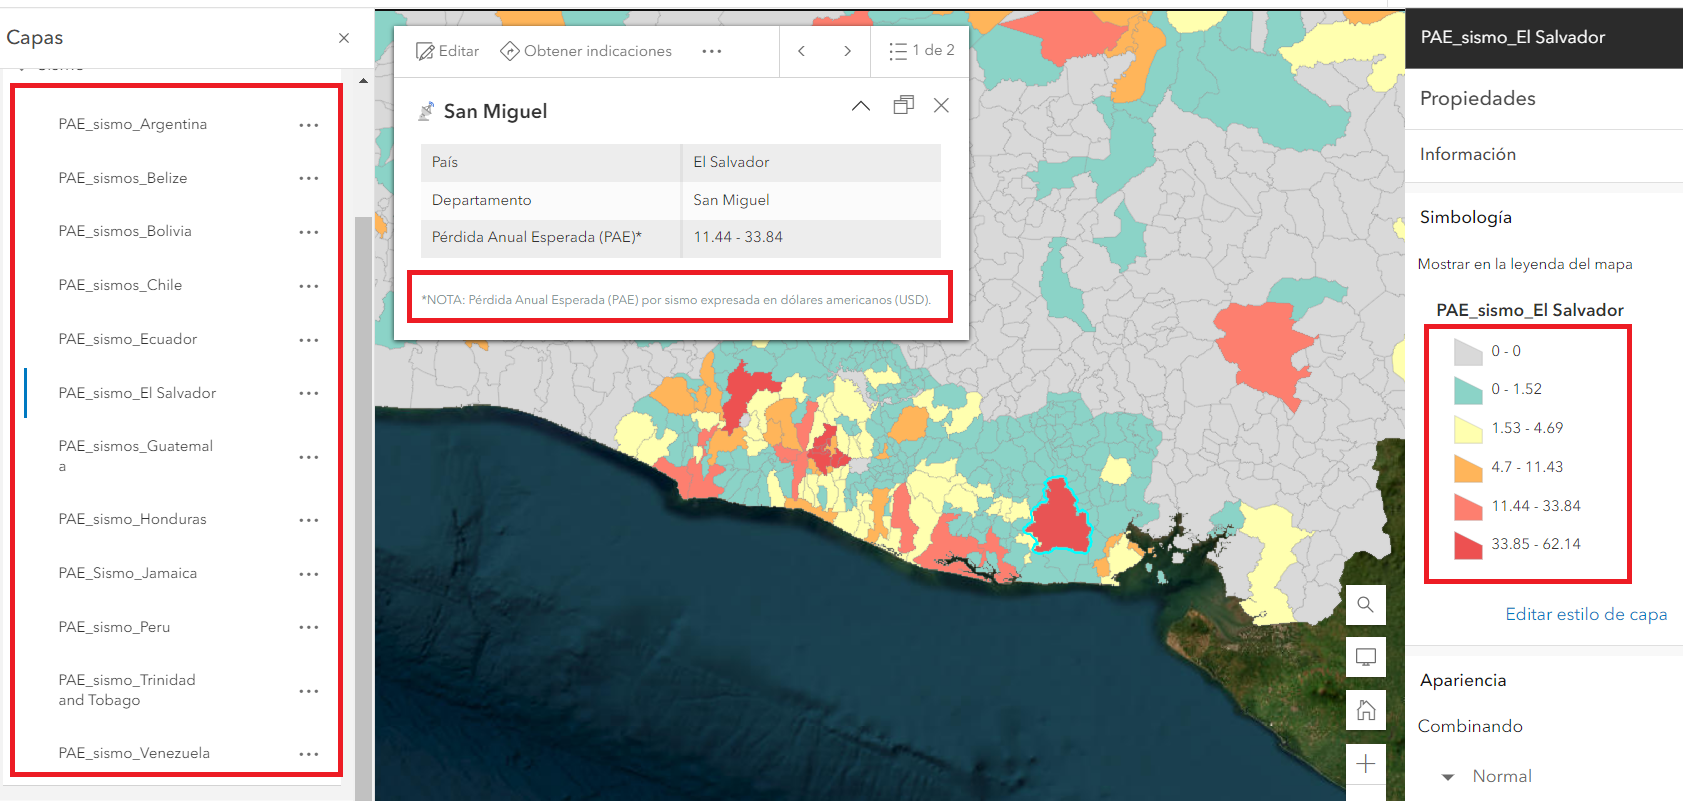 Capas
PAE_sismo_Argentina
PAE_sismos_Belize
PAE_sismos_Bolivia
PAE_sismos_Chile
PAE_sismo_Ecuador
PAE_sismo_El Salvador
PAE_sismos_Guatemal
a
PAE_sismo_Honduras
PAE_Sismo_Jamaica
PAE_sismo_Peru
PAE_sismo_Trinidad
and Tobago
PAE_sismo_Venezuela
Editar Obtener indicaciones 1 de 2
San Miguel
País El Salvador
Departamento San Miguel
Pérdida Anual Esperada (PAE)* 11.44 - 33.84
*NOTA: Pérdida Anual Esperada (PAE) por sismo expresada en dólares americanos (USD).
PAE_sismo_El Salvador
Propiedades
Información
Simbología
Mostrar en la leyenda del mapa
PAE_sismo_El Salvador
0 - 0
0 - 1.52
1.53 - 4.69
4.7 - 11.43
11.44 - 33.84
33.85 - 62.14
Editar estilo de capa
Apariencia
Combinando
Normal